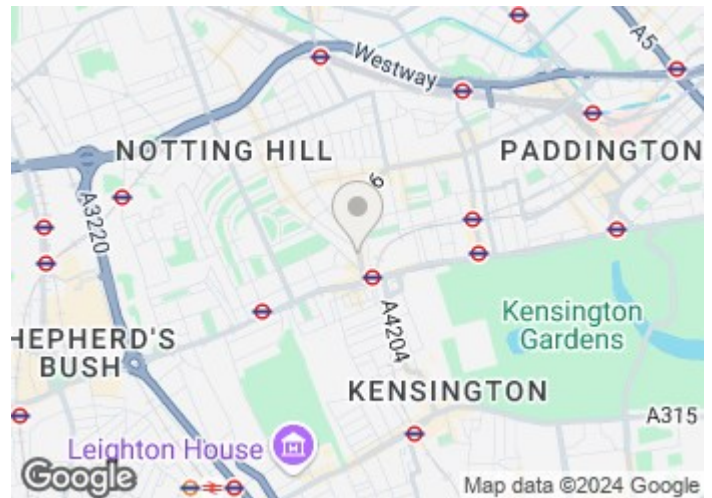 A5
Westway
NOTTING HILL
PADDINGTON
6
A3220
A4204
Kensington
Gardens
HEPHERD'S
BUSH
KENSINGTON
A315
Leighton House
Google
Map data ©2024 Google